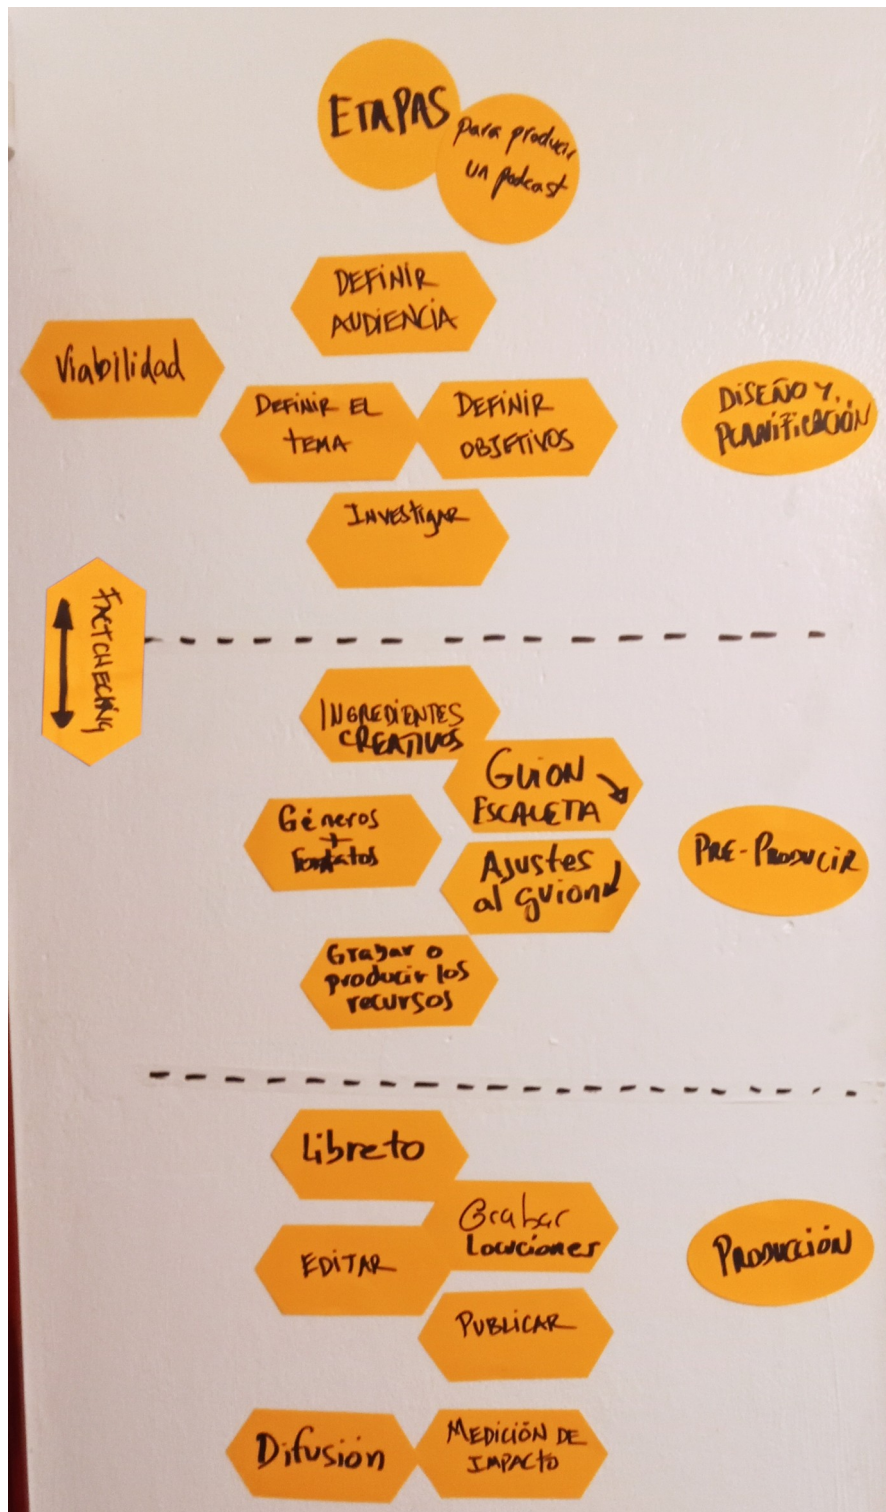 ETAPAS
para producir
un podcast
DEFINIR
AUDIENCIA
Viabilidad
DEFINIR EL
TEMA
DEFINIR
OBJETIVOS
DISEÑO Y
PLANIFICACIÓN
INVESTIGAR
FACTCHECKING
INGREDIENTES
CREATIVOS
GUION
ESCALETA
Géneros
+
Formatos
Ajustes
al guion
PRE-PRODUCIR
Grabar o
producir los
recursos
Libreto
Grabar
Locuciones
EDITAR
PRODUCCIÓN
PUBLICAR
Difusión
MEDICIÓN DE
IMPACTO